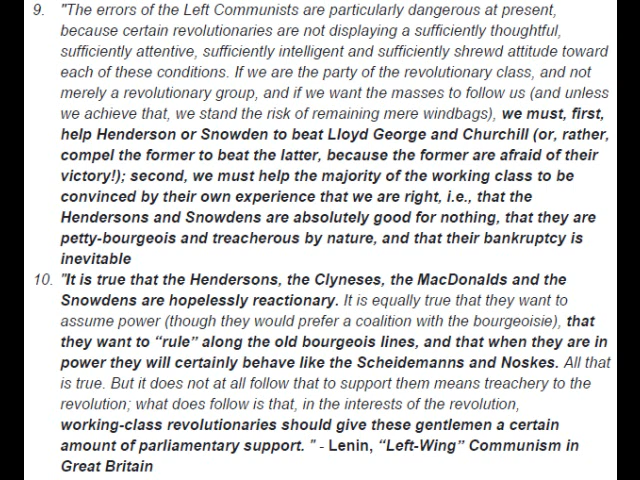 9. "The errors of the Left Communists are particularly dangerous at present,
because certain revolutionaries are not displaying a sufficiently thoughtful,
sufficiently attentive, sufficiently intelligent and sufficiently shrewd attitude toward
each of these conditions. If we are the party of the revolutionary class, and not
merely a revolutionary group, and if we want the masses to follow us (and unless
we achieve that, we stand the risk of remaining mere windbags), we must, first,
help Henderson or Snowden to beat Lloyd George and Churchill (or, rather,
compel the former to beat the latter, because the former are afraid of their
victory!); second, we must help the majority of the working class to be
convinced by their own experience that we are right, i.e., that the
Hendersons and Snowdens are absolutely good for nothing, that they are
petty-bourgeois and treacherous by nature, and that their bankruptcy is
inevitable
10. "It is true that the Hendersons, the Clyneses, the MacDonalds and the
Snowdens are hopelessly reactionary. It is equally true that they want to
assume power (though they would prefer a coalition with the bourgeoisie), that
they want to “rule” along the old bourgeois lines, and that when they are in
power they will certainly behave like the Scheidemanns and Noskes. All that
is true. But it does not at all follow that to support them means treachery to the
revolution; what does follow is that, in the interests of the revolution,
working-class revolutionaries should give these gentlemen a certain
amount of parliamentary support. " - Lenin, “Left-Wing” Communism in
Great Britain